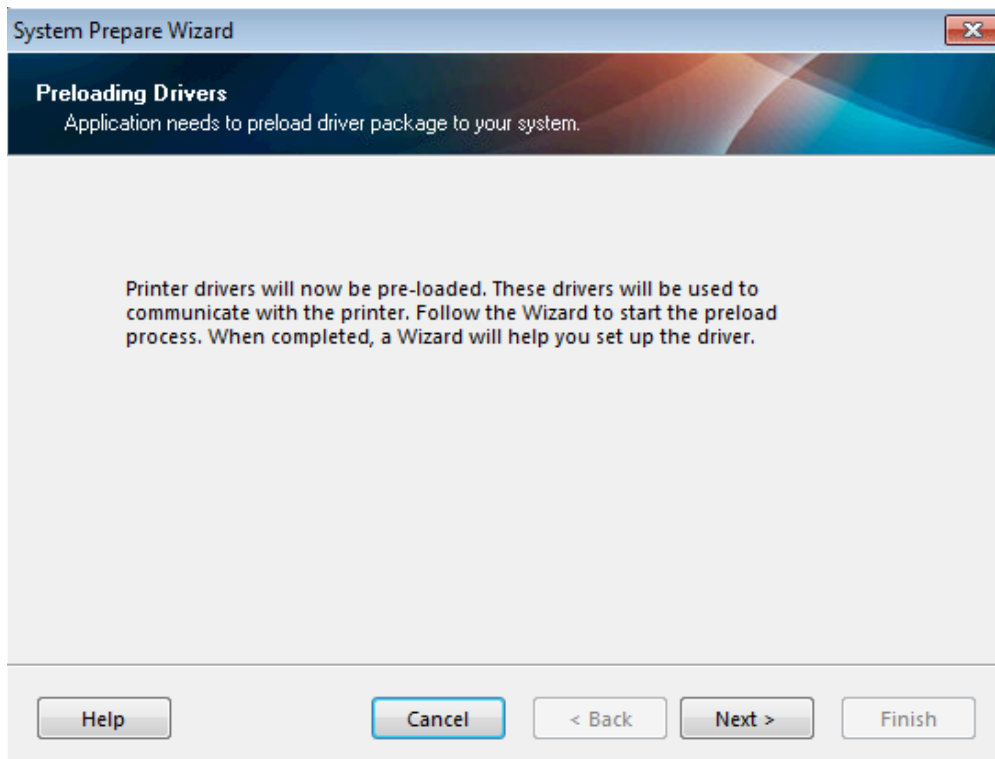 System Prepare Wizard
Preloading Drivers
Application needs to preload driver package to your system.
Printer drivers will now be pre-loaded. These drivers will be used to
communicate with the printer. Follow the Wizard to start the preload
process. When completed, a Wizard will help you set up the driver.
Help Cancel < Back Next > Finish